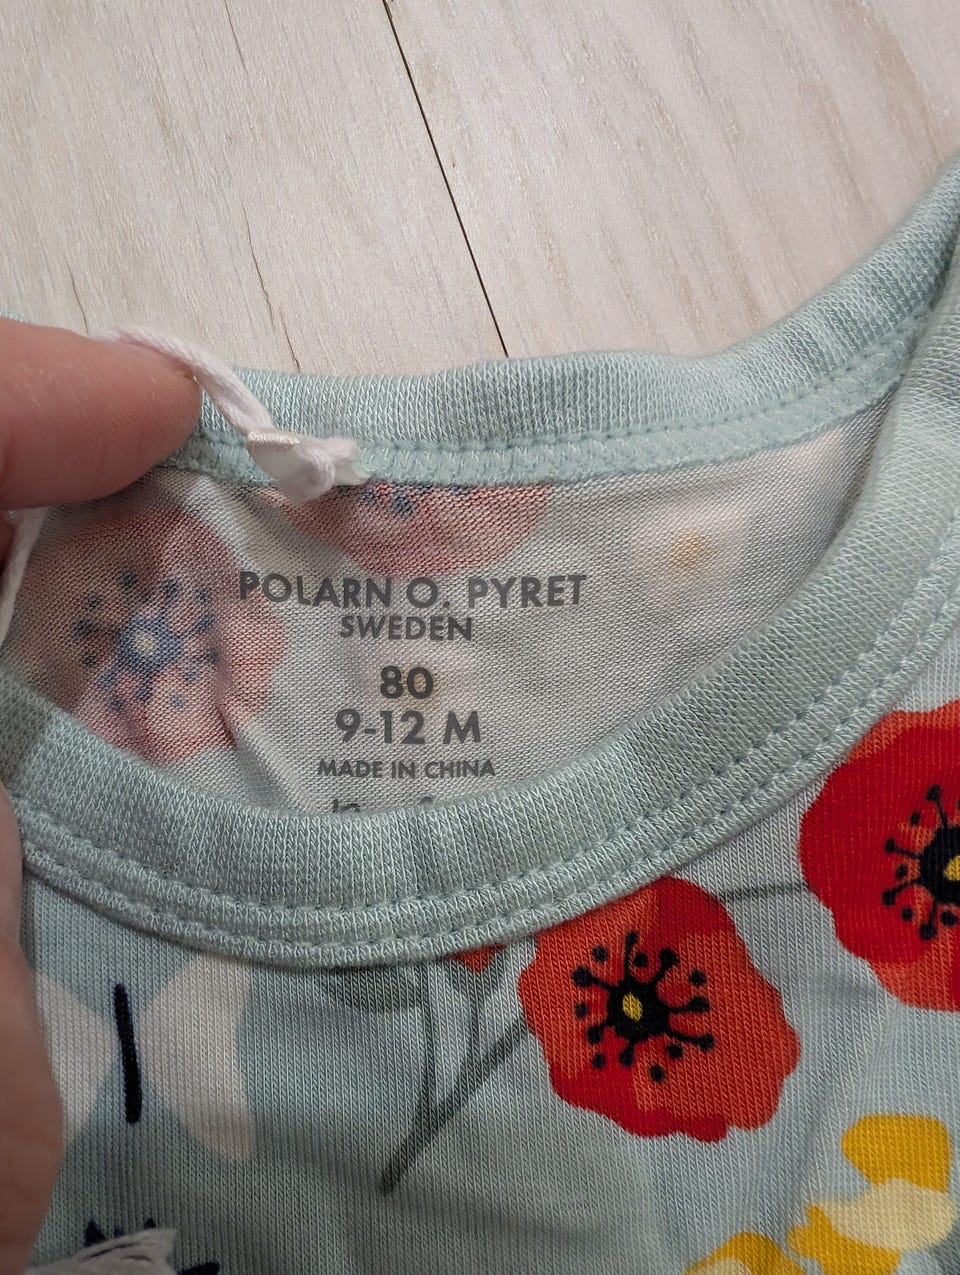 POLARN O. PYRET
SWEDEN
80
9-12 M
MADE IN CHINA